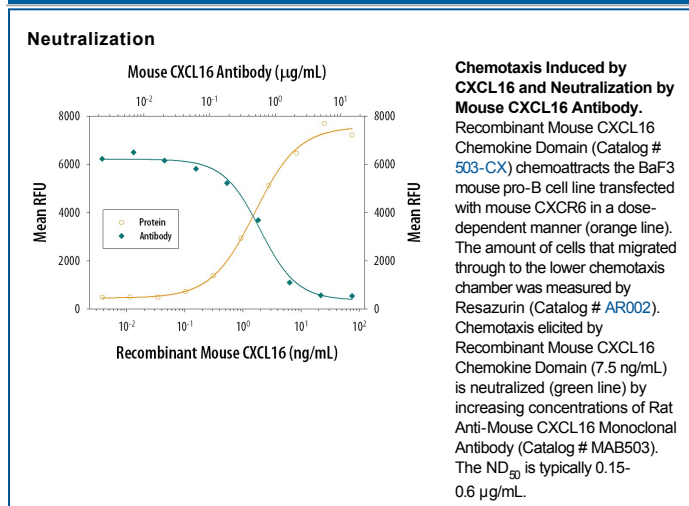 Neutralization
Mouse CXCL16 Antibody (µg/mL)
10-2 10-1 100 101
8000 8000
6000 6000
4000 4000
2000 2000
0 0
Mean RFU
Mean RFU
Protein
Antibody
10-2 10-1 100 101 102
Recombinant Mouse CXCL16 (ng/mL)
Chemotaxis Induced by
CXCL16 and Neutralization by
Mouse CXCL16 Antibody.
Recombinant Mouse CXCL16
Chemokine Domain (Catalog #
503-CX) chemoattracts the BaF3
mouse pro-B cell line transfected
with mouse CXCR6 in a dose-
dependent manner (orange line).
The amount of cells that migrated
through to the lower chemotaxis
chamber was measured by
Resazurin (Catalog # AR002).
Chemotaxis elicited by
Recombinant Mouse CXCL16
Chemokine Domain (7.5 ng/mL)
is neutralized (green line) by
increasing concentrations of Rat
Anti-Mouse CXCL16 Monoclonal
Antibody (Catalog # MAB503).
The ND50 is typically 0.15-
0.6 µg/mL.